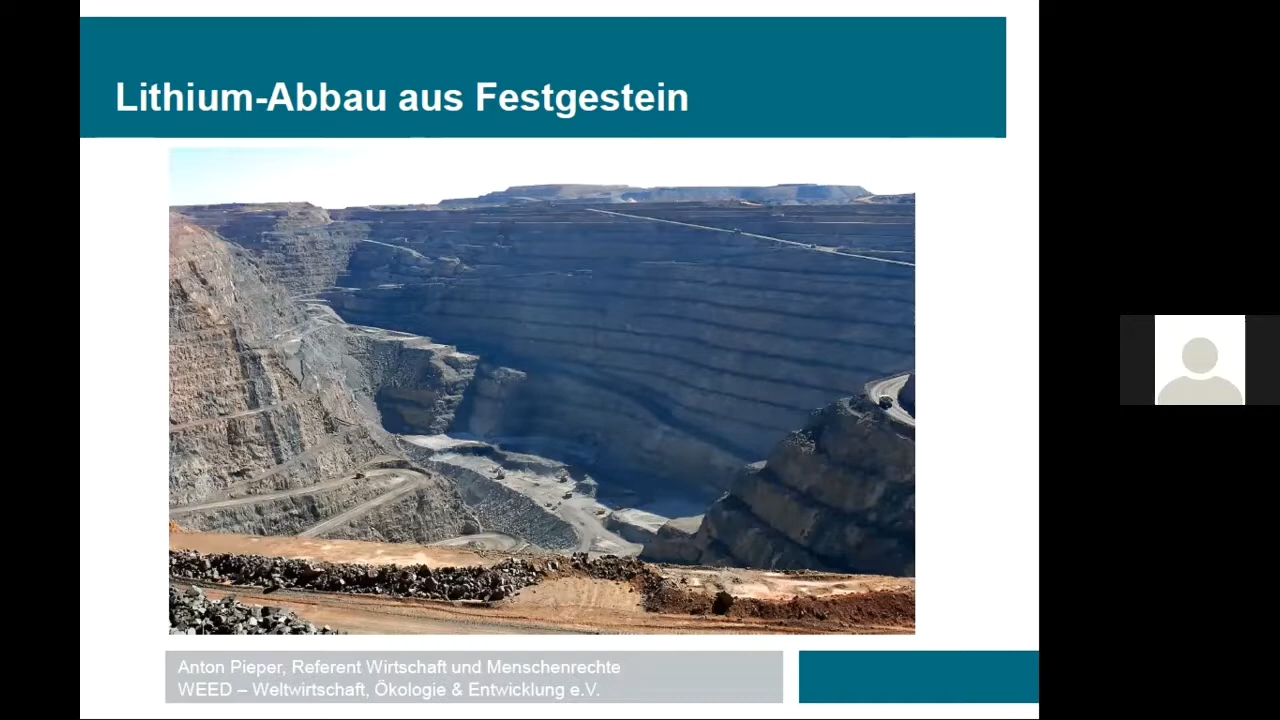 Lithium-Abbau aus Festgestein
Anton Pieper, Referent Wirtschaft und Menschenrechte
WEED – Weltwirtschaft, Ökologie & Entwicklung e.V.